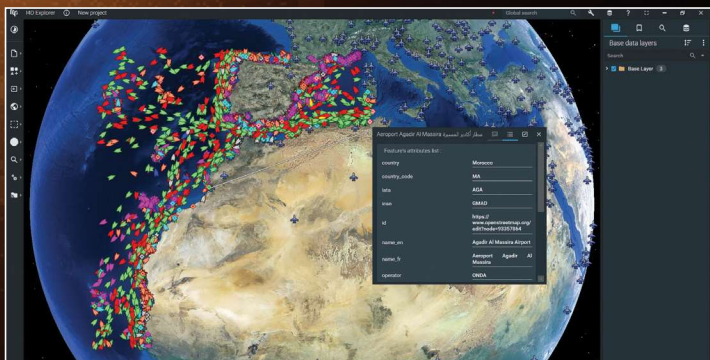 HD Explorer
New project
Global search
Base data layers
Search
Base Layer 3
Aeroport Agadir Al Massira مطار أكادير المسيرة
Feature's attributes list :
country Morocco
country_code MA
iata AGA
icao GMAD
id https://
www.openstreetmap.org/
edit?node=93357064
name_en Agadir Al Massira Airport
name_fr Aeroport Agadir Al
Massira
operator ONDA